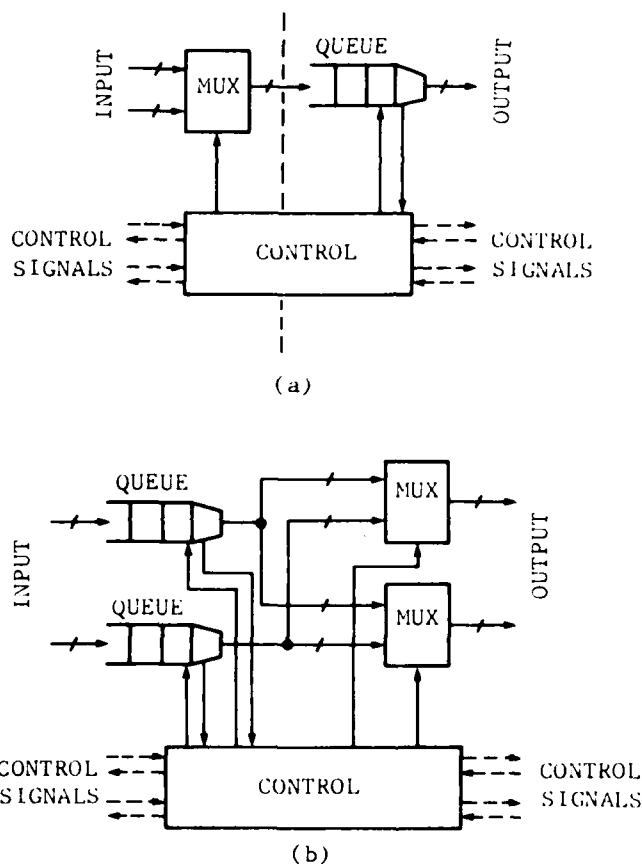 QUEUE
INPUT
MUX
OUTPUT
CONTROL
SIGNALS
CONTROL
CONTROL
SIGNALS
(a)
QUEUE
MUX
INPUT
OUTPUT
QUEUE
MUX
CONTROL
SIGNALS
CONTROL
CONTROL
SIGNALS
(b)